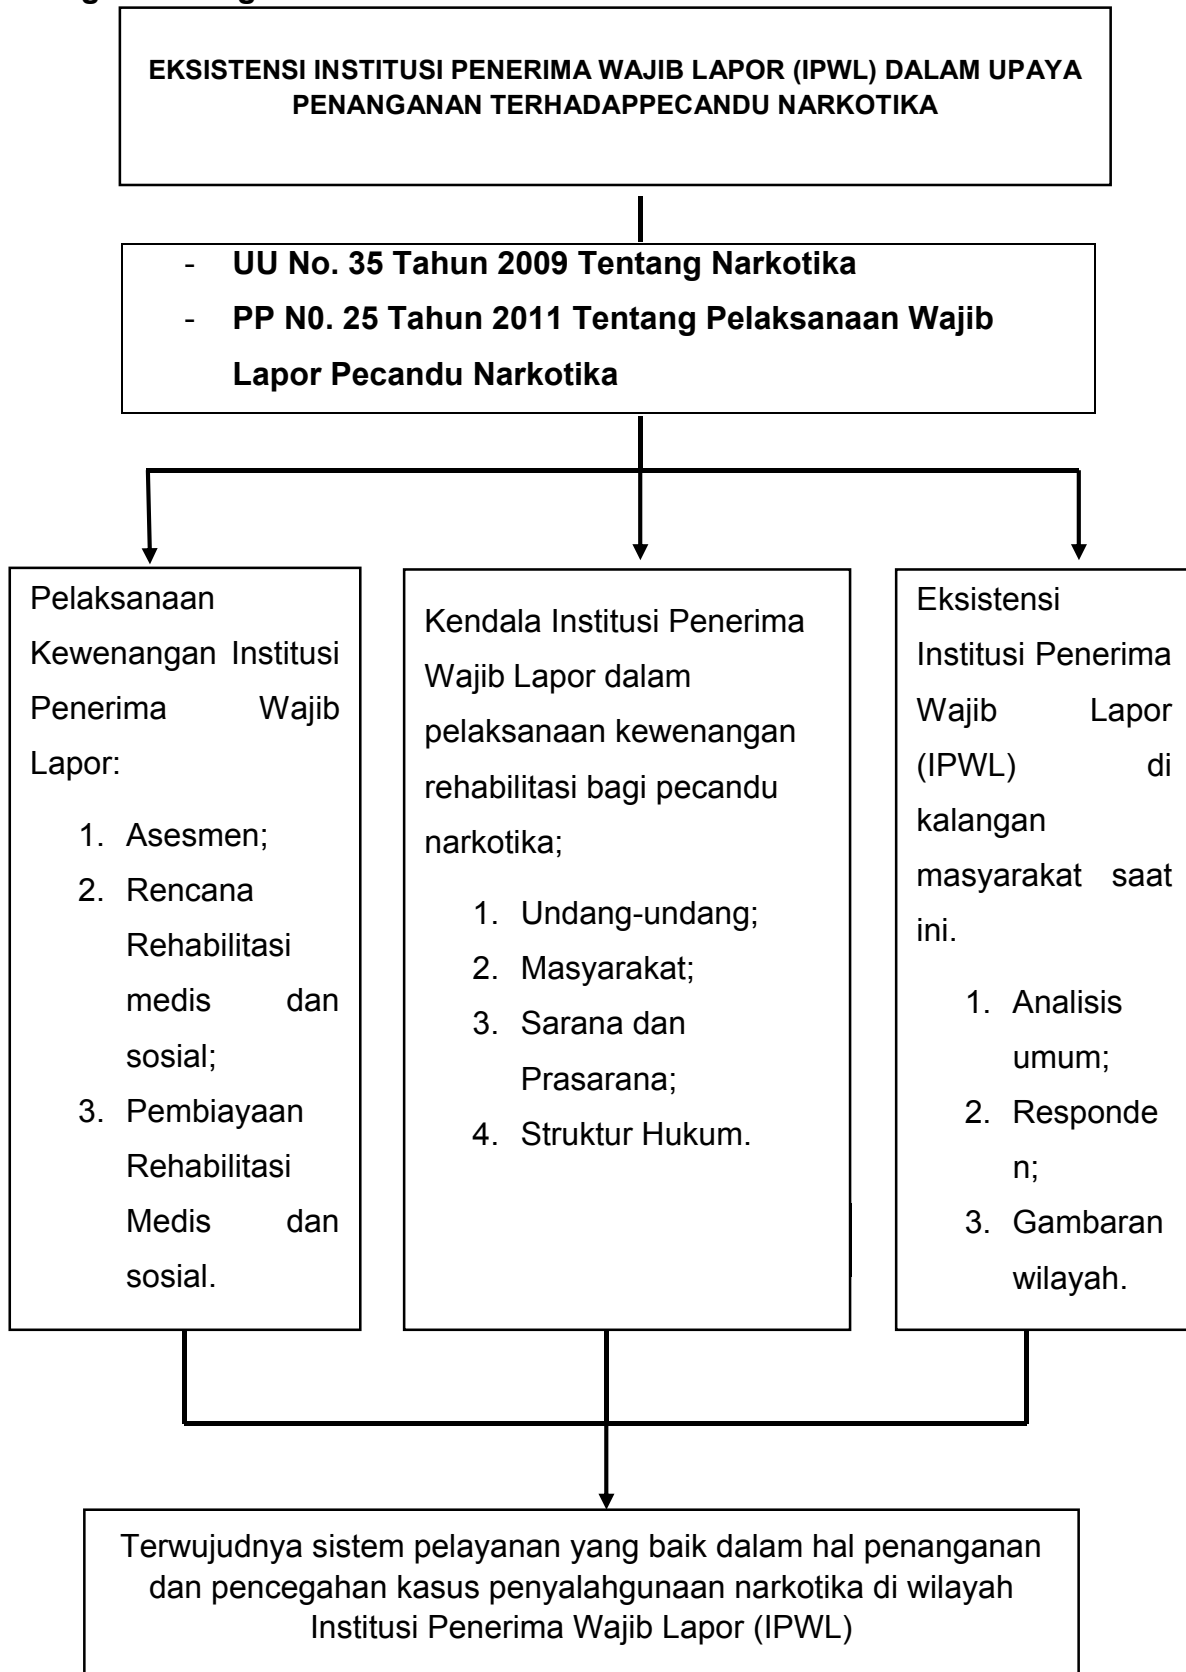 EKSISTENSI INSTITUSI PENERIMA WAJIB LAPOR (IPWL) DALAM UPAYA
PENANGANAN TERHADAPPECANDU NARKOTIKA
- UU No. 35 Tahun 2009 Tentang Narkotika
- PP N0. 25 Tahun 2011 Tentang Pelaksanaan Wajib
Lapor Pecandu Narkotika
Pelaksanaan
Kewenangan Institusi
Penerima Wajib
Lapor:
1. Asesmen;
2. Rencana
Rehabilitasi
medis dan
sosial;
3. Pembiayaan
Rehabilitasi
Medis dan
sosial.
Kendala Institusi Penerima
Wajib Lapor dalam
pelaksanaan kewenangan
rehabilitasi bagi pecandu
narkotika;
1. Undang-undang;
2. Masyarakat;
3. Sarana dan
Prasarana;
4. Struktur Hukum.
Eksistensi
Institusi Penerima
Wajib Lapor
(IPWL) di
kalangan
masyarakat saat
ini.
1. Analisis
umum;
2. Responde
n;
3. Gambaran
wilayah.
Terwujudnya sistem pelayanan yang baik dalam hal penanganan
dan pencegahan kasus penyalahgunaan narkotika di wilayah
Institusi Penerima Wajib Lapor (IPWL)